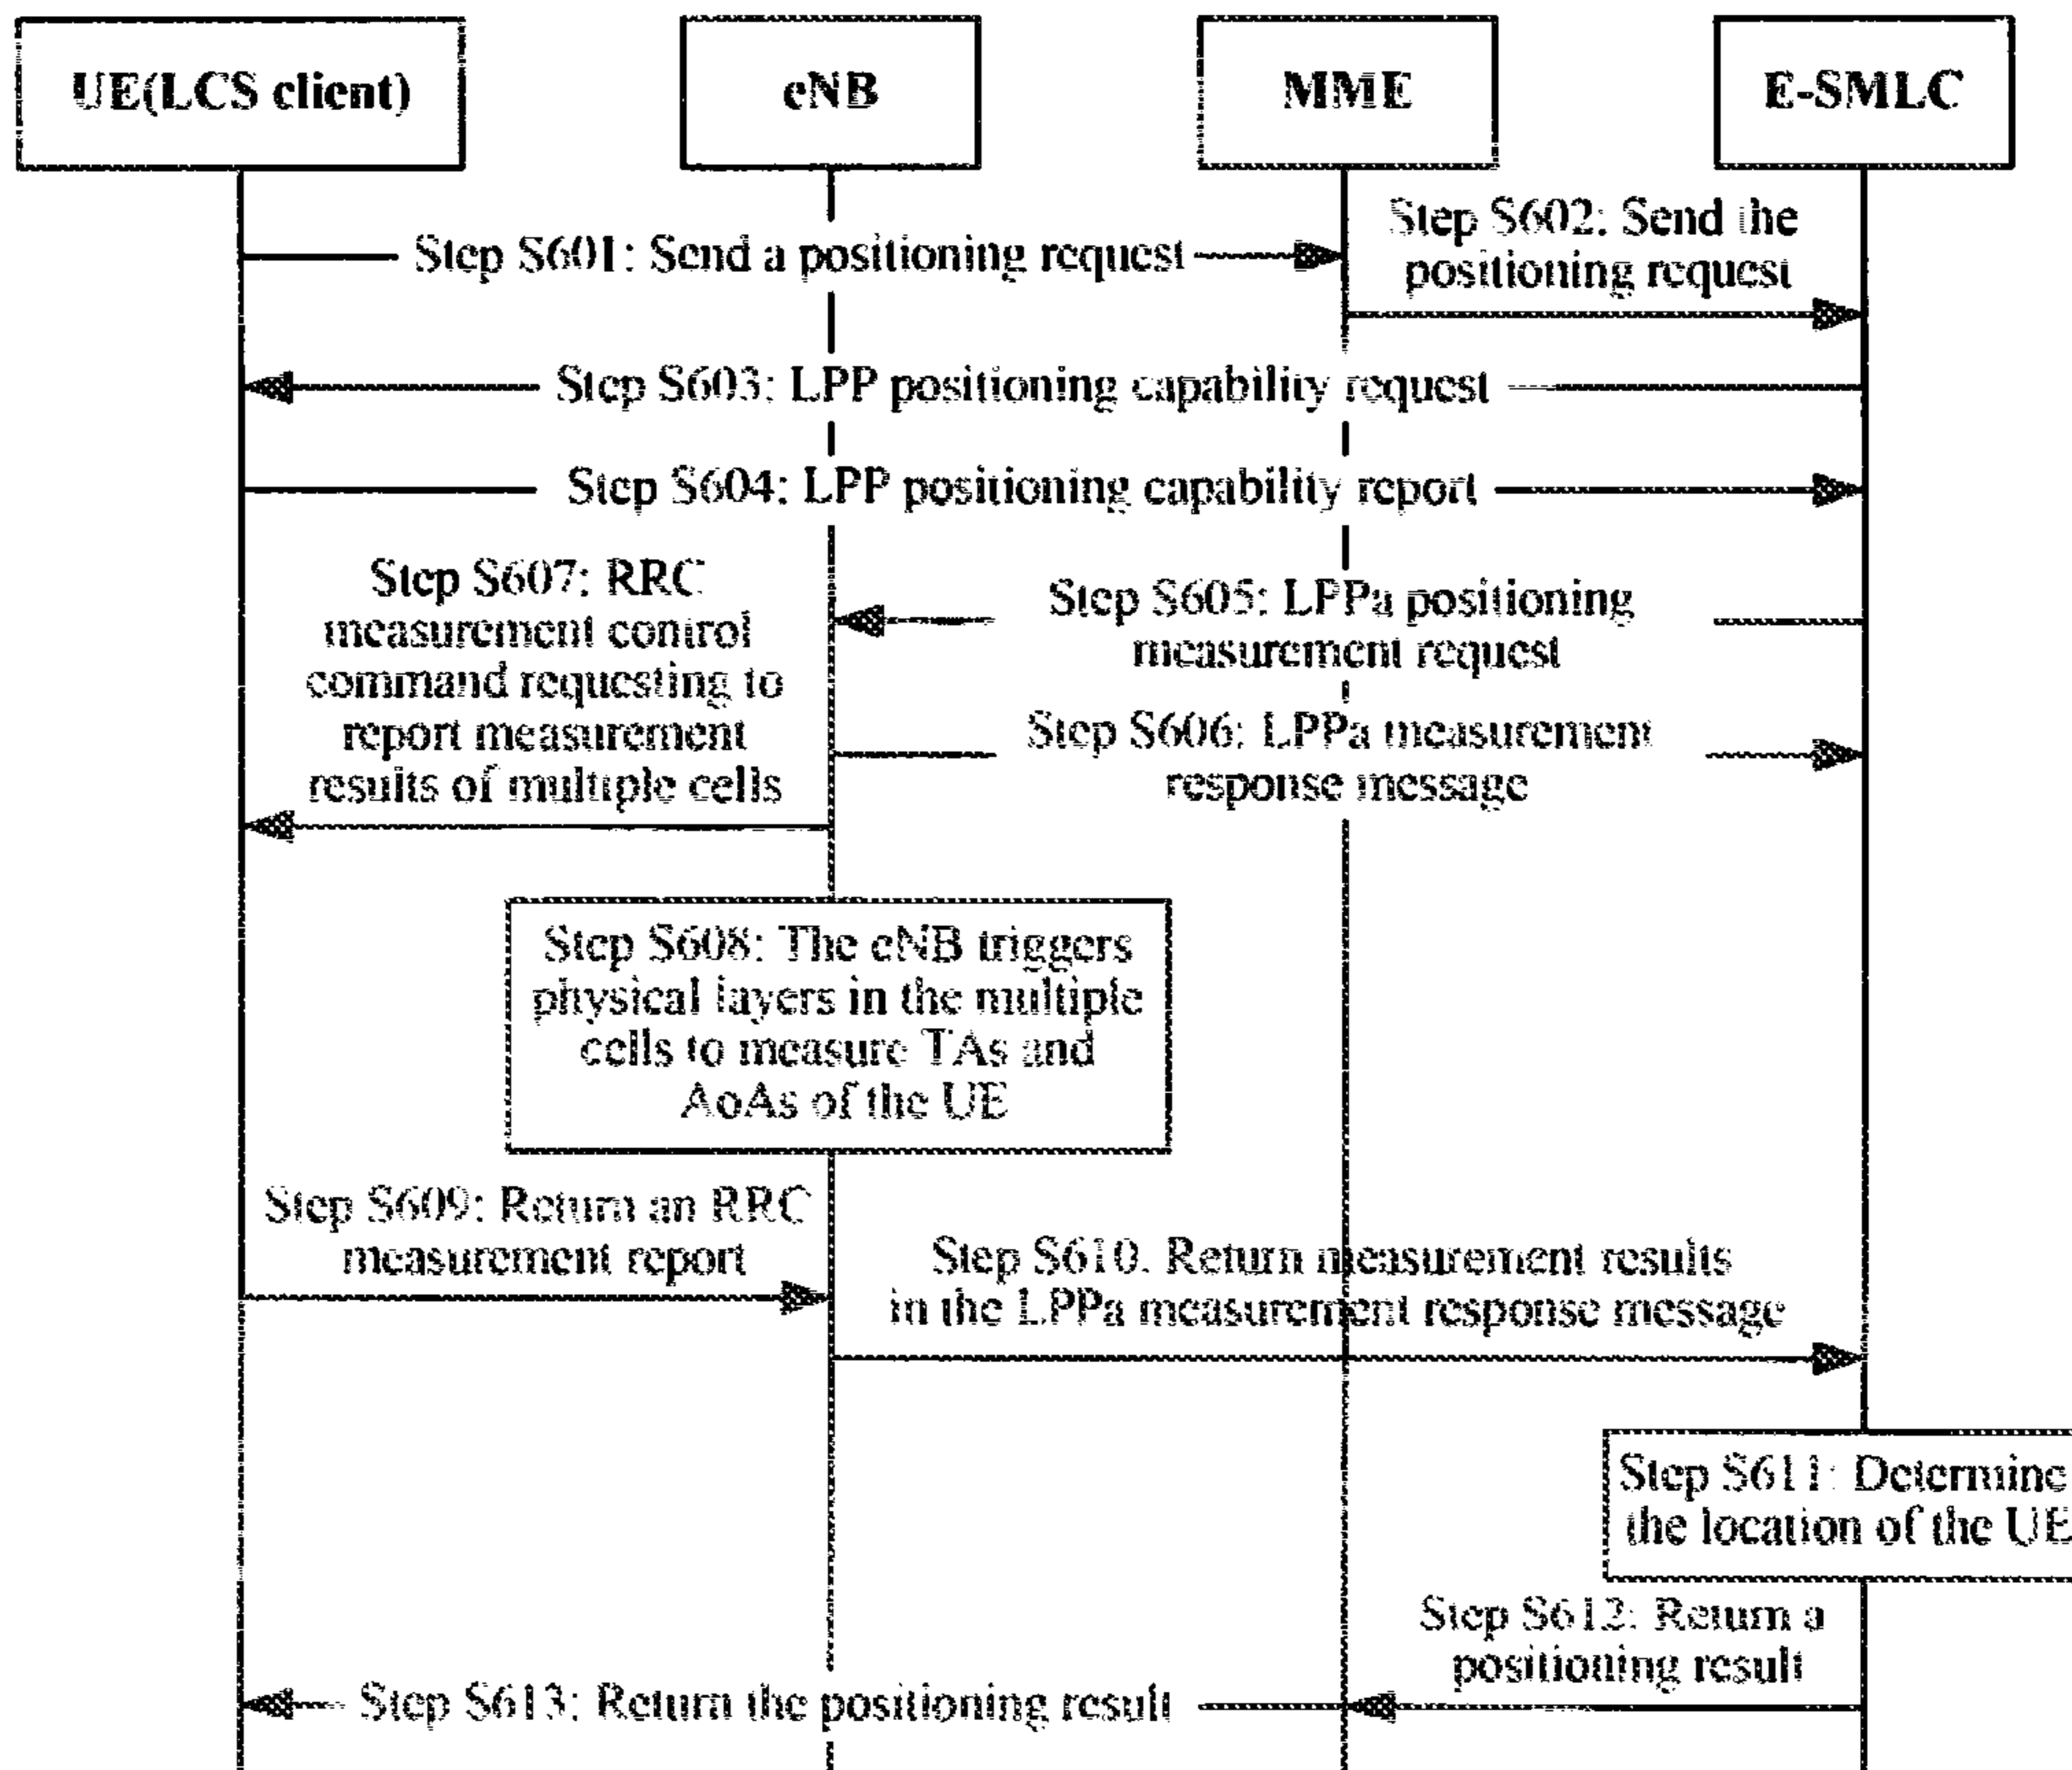 UE(LCS client)
eNB
MME
E-SMLC
Step S601: Send a positioning request
Step S602: Send the
positioning request
Step S603: LPP positioning capability request
Step S604: LPP positioning capability report
Step S607: RRC
measurement control
command requesting to
report measurement
results of multiple cells
Step S605: LPPa positioning
measurement request
Step S606: LPPa measurement
response message
Step S608: The eNB triggers
physical layers in the multiple
cells to measure TAs and
AoAs of the UE
Step S609: Return an RRC
measurement report
Step S610. Return measurement results
in the LPPa measurement response message
Step S611: Determine
the location of the UE
Step S612: Return a
positioning result
Step S613: Return the positioning result